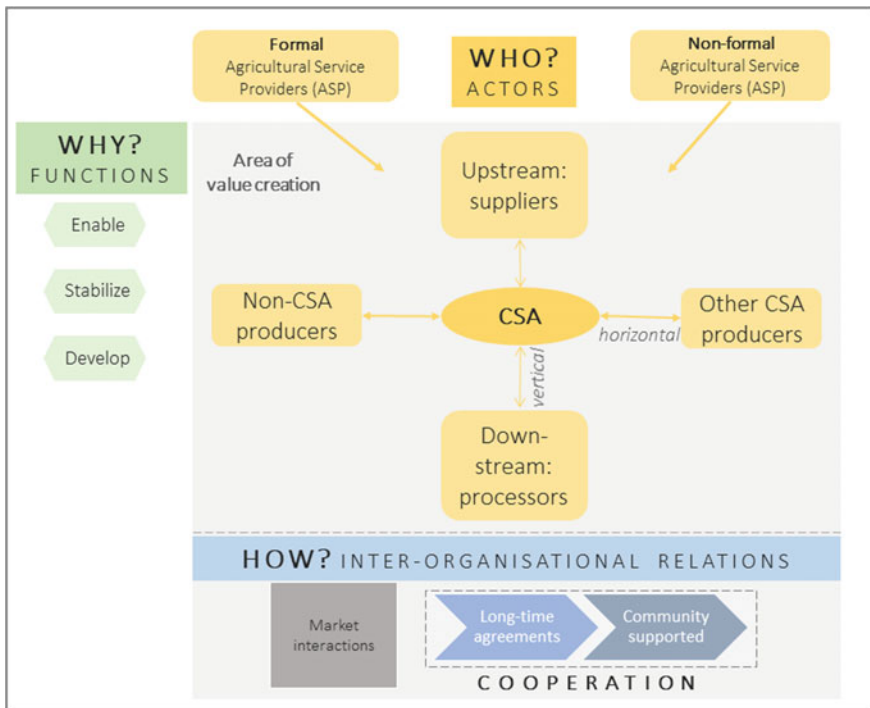 Formal
Agricultural Service
Providers (ASP)
WHO?
ACTORS
Non-formal
Agricultural Service
Providers (ASP)
WHY?
FUNCTIONS
Enable
Stabilize
Develop
Area of
value creation
Upstream:
suppliers
Non-CSA
producers
CSA
horizontal
Other CSA
producers
vertical
Down-
stream:
processors
HOW? INTER-ORGANISATIONAL RELATIONS
Market
interactions
Long-time
agreements
Community
supported
COOPERATION